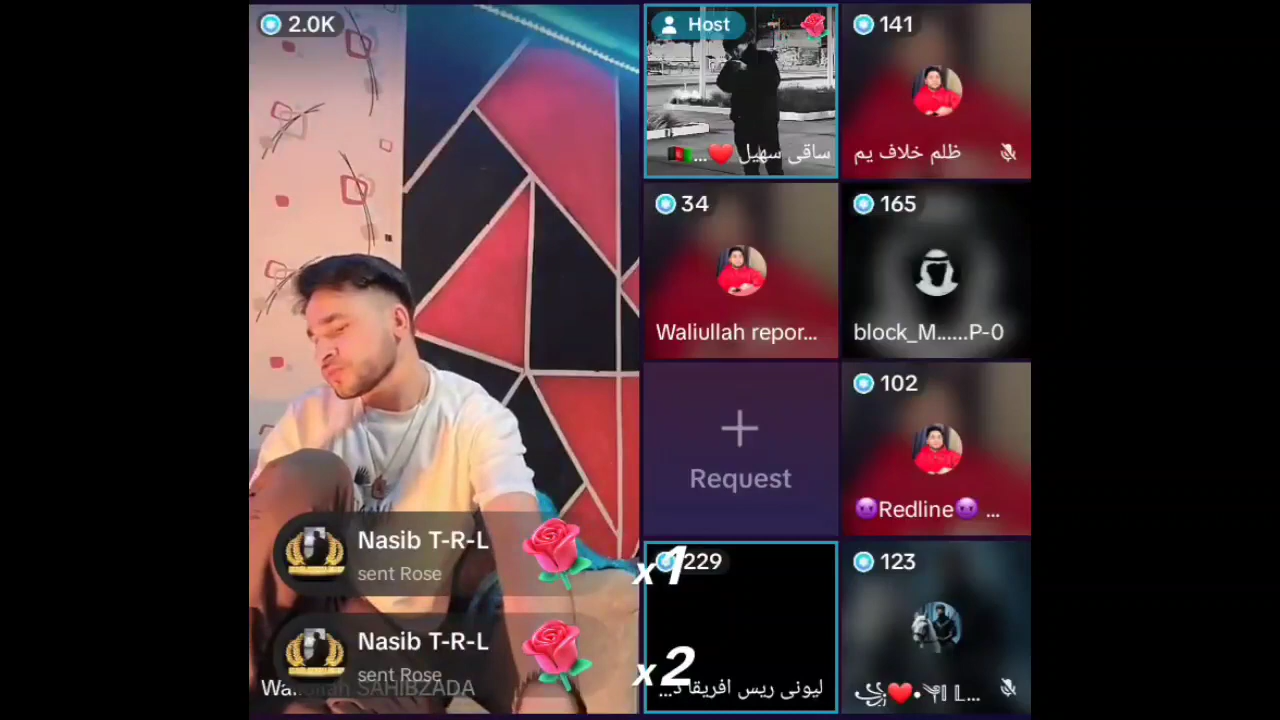 2.0K
Host
ساقی سهیل ❤️...🇦🇫
141
ظلم خلاف یم
34
Waliullah repor...
165
block_M......P-0
Request
102
😈Redline😈 ...
Nasib T-R-L
sent Rose
x1
Nasib T-R-L
sent Rose
x2
SAHIBZADA
229
لیونی ریس افریقا د...
123